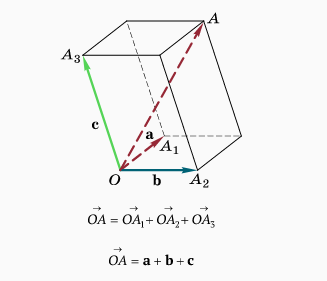 A
A₃
c
a
A₁
O
b
A₂
→OA = →OA₁ + →OA₂ + →OA₃
→OA = a + b + c